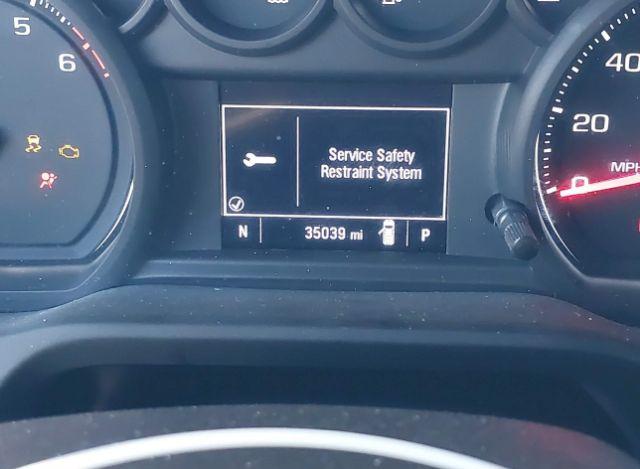 5
6
40
20
0
MPH
Service Safety
Restraint System
N
35039 mi
P